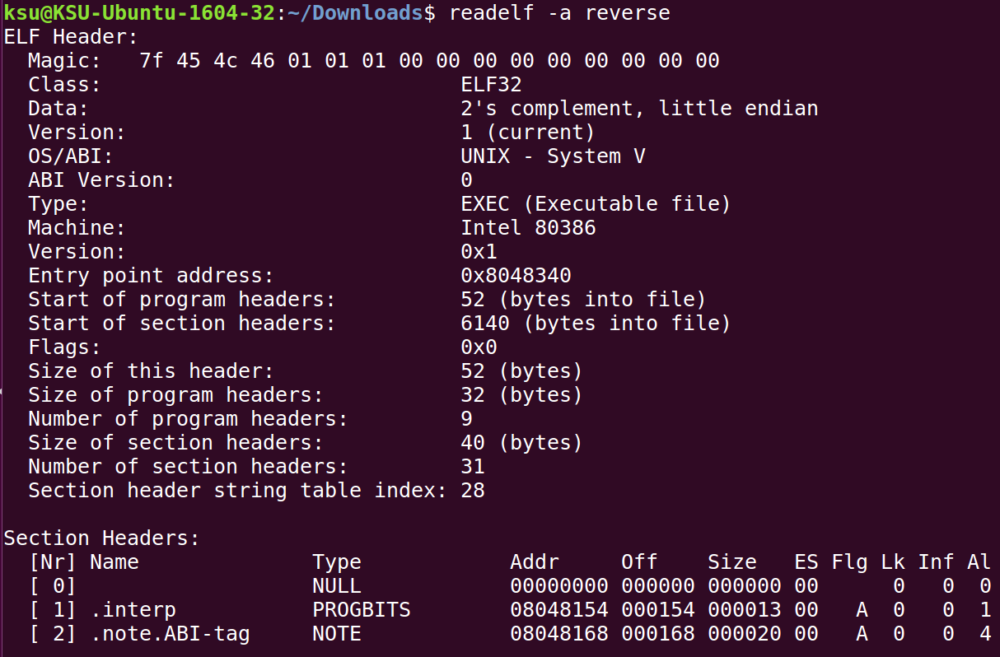 ksu@KSU-Ubuntu-1604-32:~/Downloads$ readelf -a reverse
ELF Header:
  Magic:   7f 45 4c 46 01 01 01 00 00 00 00 00 00 00 00 00
  Class:                             ELF32
  Data:                              2's complement, little endian
  Version:                           1 (current)
  OS/ABI:                            UNIX - System V
  ABI Version:                       0
  Type:                              EXEC (Executable file)
  Machine:                           Intel 80386
  Version:                           0x1
  Entry point address:               0x8048340
  Start of program headers:          52 (bytes into file)
  Start of section headers:          6140 (bytes into file)
  Flags:                             0x0
  Size of this header:               52 (bytes)
  Size of program headers:           32 (bytes)
  Number of program headers:         9
  Size of section headers:           40 (bytes)
  Number of section headers:         31
  Section header string table index: 28

Section Headers:
  [Nr] Name              Type            Addr     Off    Size   ES Flg Lk Inf Al
  [ 0]                   NULL            00000000 000000 000000 00      0   0  0
  [ 1] .interp           PROGBITS        08048154 000154 000013 00   A  0   0  1
  [ 2] .note.ABI-tag     NOTE            08048168 000168 000020 00   A  0   0  4